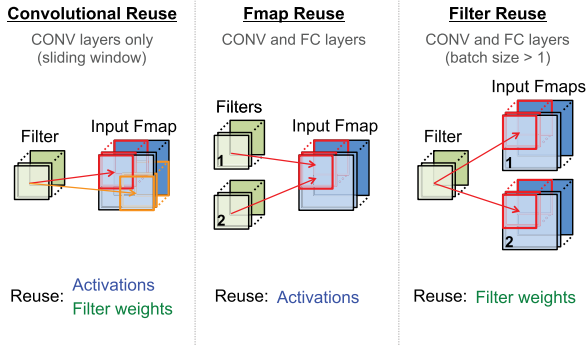 Convolutional Reuse
CONV layers only
(sliding window)
Filter
Input Fmap
Reuse:
Activations
Filter weights
Fmap Reuse
CONV and FC layers
Filters
Input Fmap
1
2
Reuse:
Activations
Filter Reuse
CONV and FC layers
(batch size > 1)
Input Fmaps
Filter
1
2
Reuse:
Filter weights